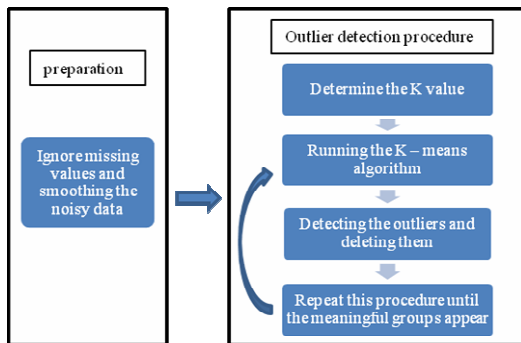 preparation
Ignore missing
values and
smoothing the
noisy data
Outlier detection procedure
Determine the K value
Running the K – means
algorithm
Detecting the outliers and
deleting them
Repeat this procedure until
the meaningful groups appear